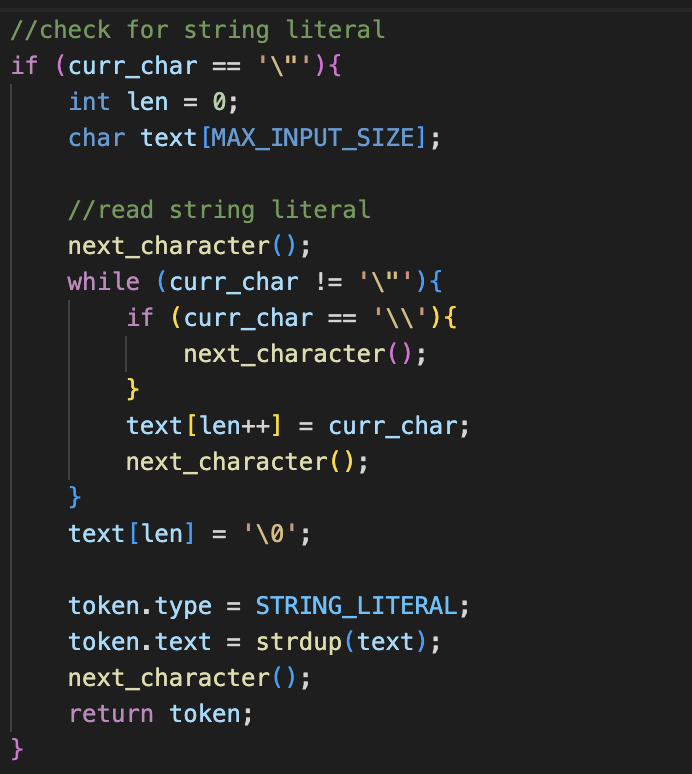 //check for string literal
if (curr_char == '\"'){
    int len = 0;
    char text[MAX_INPUT_SIZE];

    //read string literal
    next_character();
    while (curr_char != '\"'){
        if (curr_char == '\\'){
            next_character();
        }
        text[len++] = curr_char;
        next_character();
    }
    text[len] = '\0';

    token.type = STRING_LITERAL;
    token.text = strdup(text);
    next_character();
    return token;
}